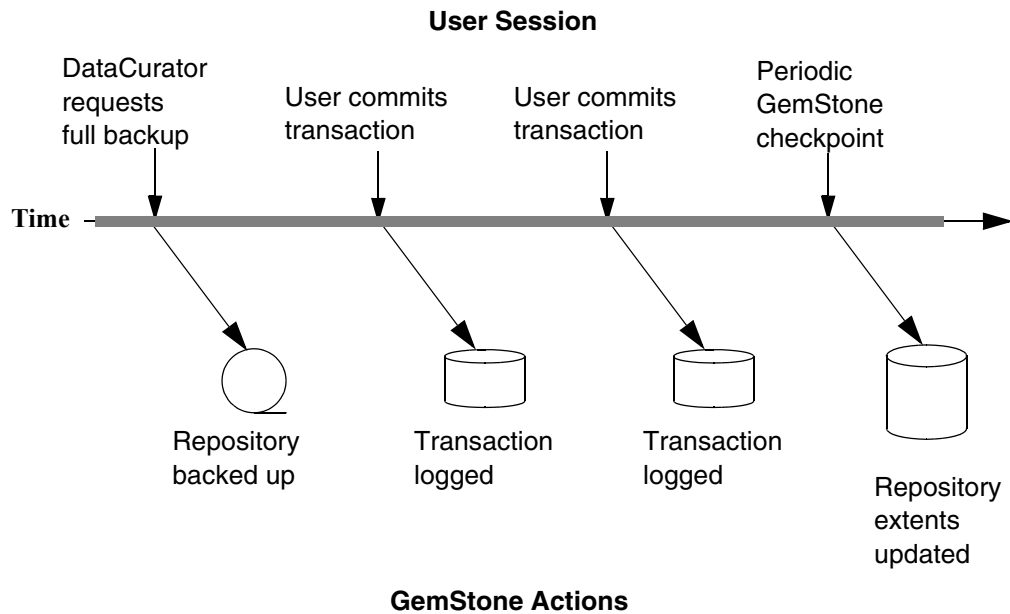 User Session
DataCurator
requests
full backup
User commits
transaction
User commits
transaction
Periodic
GemStone
checkpoint
Time
Repository
backed up
Transaction
logged
Transaction
logged
Repository
extents
updated
GemStone Actions